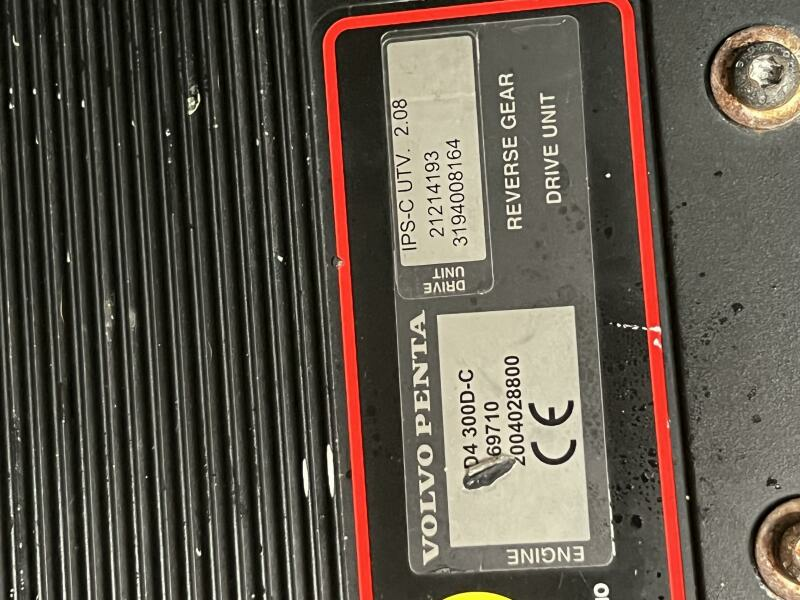 VOLVO PENTA
ENGINE
D4 300D-C
69710
2004028800
CE
DRIVE
UNIT
IPS-C UTV. 2.08
21214193
3194008164
REVERSE GEAR
DRIVE UNIT